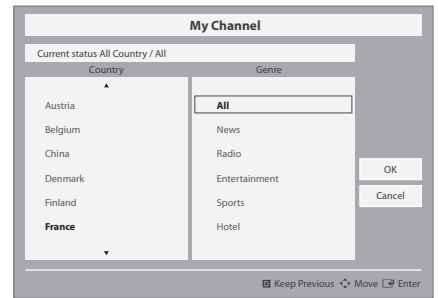 My Channel
Current status All Country / All
Country Genre
Austria All
Belgium News
China Radio
Denmark Entertainment
Finland Sports
France Hotel
OK
Cancel
D Keep Previous Move Enter